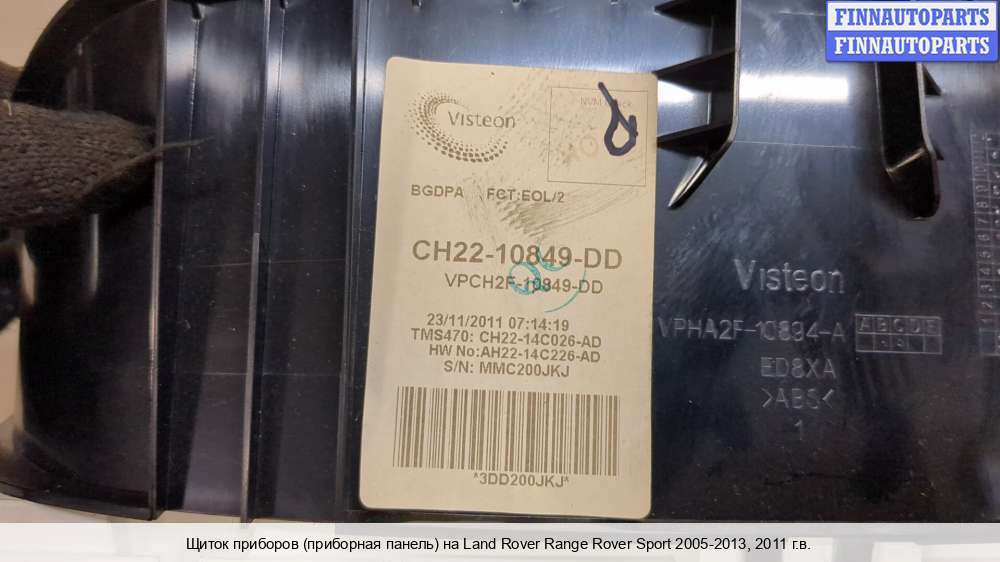 FINNAUTOPARTS
FINNAUTOPARTS
Visteon
BGDPA FCT:EOL/2
CH22-10849-DD
VPCH2F-10849-DD
23/11/2011 07:14:19
TMS470: CH22-14C026-AD
HW No:AH22-14C226-AD
S/N: MMC200JKJ
*3DD200JKJ*
Visteon
VPHA2F-10894-A
ED8XA
>ABS<
1
Щиток приборов (приборная панель) на Land Rover Range Rover Sport 2005-2013, 2011 г.в.